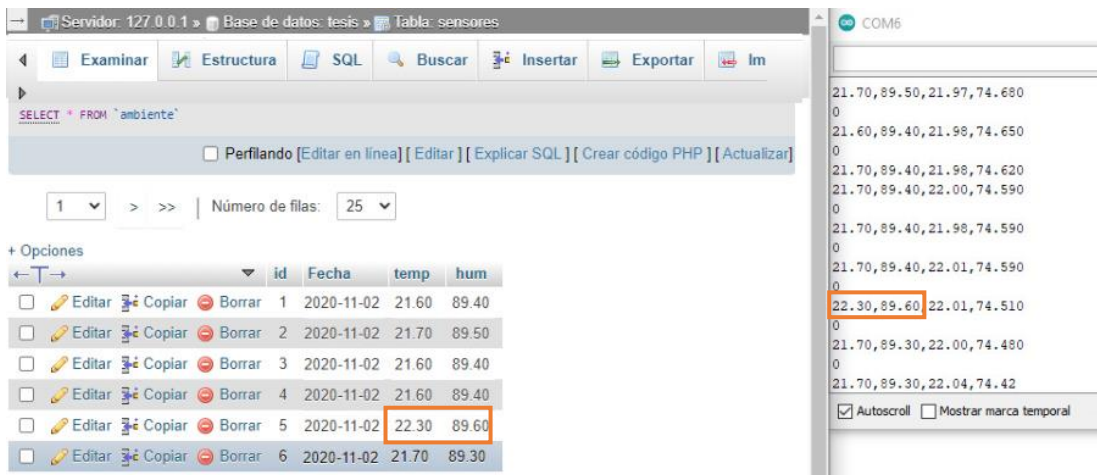 Servidor: 127.0.0.1 » Base de datos: tesis » Tabla: sensores
Examinar Estructura SQL Buscar Insertar Exportar Im
SELECT * FROM `ambiente`
Perfilando [Editar en línea] [ Editar ] [ Explicar SQL ] [ Crear código PHP ] [ Actualizar]
1 > >> | Número de filas: 25
+ Opciones
←T→ id Fecha temp hum
Editar Copiar Borrar 1 2020-11-02 21.60 89.40
Editar Copiar Borrar 2 2020-11-02 21.70 89.50
Editar Copiar Borrar 3 2020-11-02 21.60 89.40
Editar Copiar Borrar 4 2020-11-02 21.60 89.40
Editar Copiar Borrar 5 2020-11-02 22.30 89.60
Editar Copiar Borrar 6 2020-11-02 21.70 89.30
COM6
21.70,89.50,21.97,74.680
0
21.60,89.40,21.98,74.650
0
21.70,89.40,21.98,74.620
21.70,89.40,22.00,74.590
0
21.70,89.40,21.98,74.590
0
21.70,89.40,22.01,74.590
0
22.30,89.60,22.01,74.510
0
21.70,89.30,22.00,74.480
0
21.70,89.30,22.04,74.42
Autoscroll Mostrar marca temporal